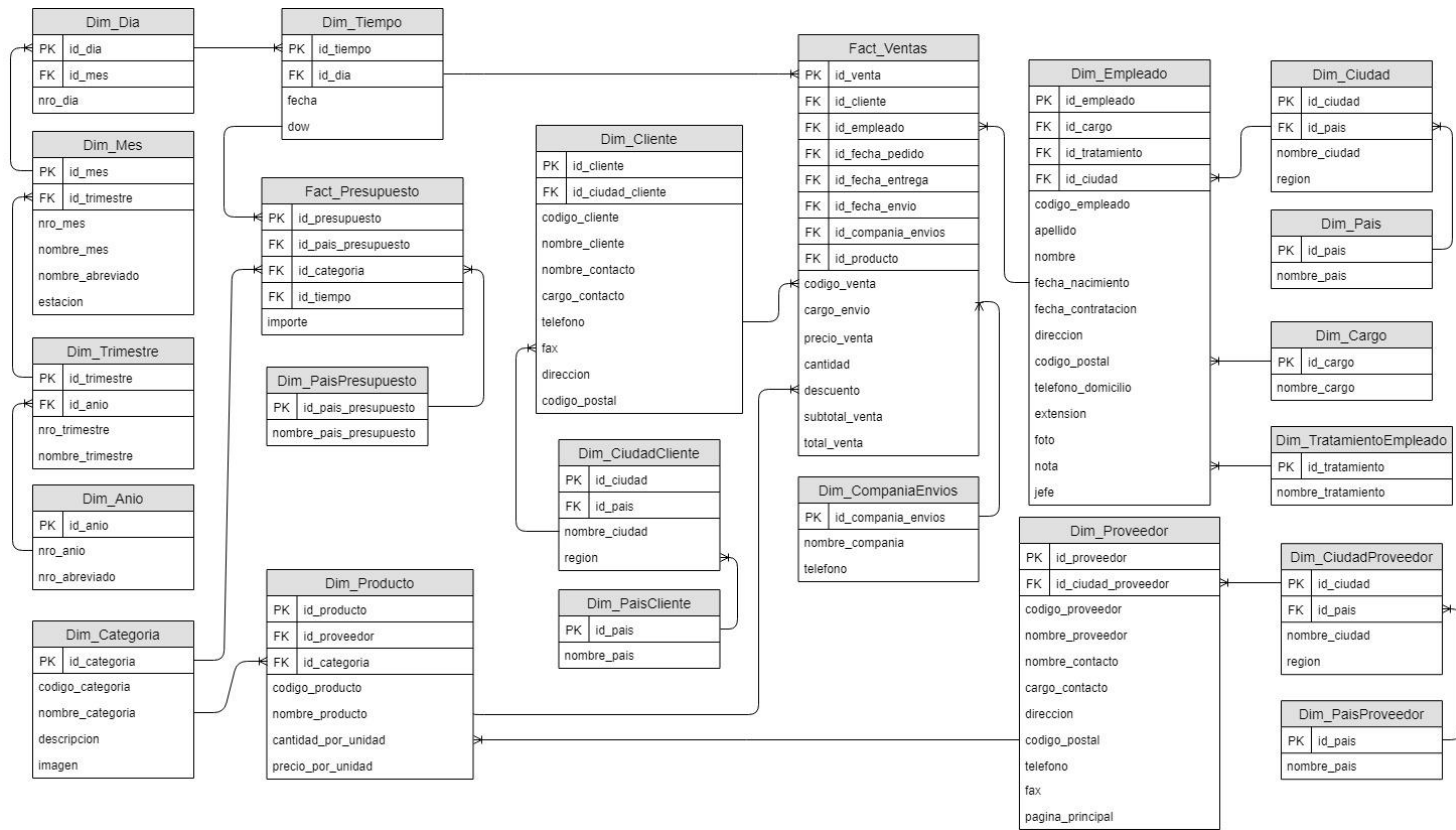 Dim_Dia
PK id_dia
FK id_mes
nro_dia
Dim_Mes
PK id_mes
FK id_trimestre
nro_mes
nombre_mes
nombre_abreviado
estacion
Dim_Trimestre
PK id_trimestre
FK id_anio
nro_trimestre
nombre_trimestre
Dim_Anio
PK id_anio
nro_anio
nro_abreviado
Dim_Categoria
PK id_categoria
codigo_categoria
nombre_categoria
descripcion
imagen
Dim_Tiempo
PK id_tiempo
FK id_dia
fecha
dow
Fact_Presupuesto
PK id_presupuesto
FK id_pais_presupuesto
FK id_categoria
FK id_tiempo
importe
Dim_PaisPresupuesto
PK id_pais_presupuesto
nombre_pais_presupuesto
Dim_Producto
PK id_producto
FK id_proveedor
FK id_categoria
codigo_producto
nombre_producto
cantidad_por_unidad
precio_por_unidad
Dim_Cliente
PK id_cliente
FK id_ciudad_cliente
codigo_cliente
nombre_cliente
nombre_contacto
cargo_contacto
telefono
fax
direccion
codigo_postal
Dim_CiudadCliente
PK id_ciudad
FK id_pais
nombre_ciudad
region
Dim_PaisCliente
PK id_pais
nombre_pais
Fact_Ventas
PK id_venta
FK id_cliente
FK id_empleado
FK id_fecha_pedido
FK id_fecha_entrega
FK id_fecha_envio
FK id_compania_envios
FK id_producto
codigo_venta
cargo_envio
precio_venta
cantidad
descuento
subtotal_venta
total_venta
Dim_CompaniaEnvios
PK id_compania_envios
nombre_compania
telefono
Dim_Empleado
PK id_empleado
FK id_cargo
FK id_tratamiento
FK id_ciudad
codigo_empleado
apellido
nombre
fecha_nacimiento
fecha_contratacion
direccion
codigo_postal
telefono_domicilio
extension
foto
nota
jefe
Dim_Proveedor
PK id_proveedor
FK id_ciudad_proveedor
codigo_proveedor
nombre_proveedor
nombre_contacto
cargo_contacto
direccion
codigo_postal
telefono
fax
pagina_principal
Dim_Ciudad
PK id_ciudad
FK id_pais
nombre_ciudad
region
Dim_Pais
PK id_pais
nombre_pais
Dim_Cargo
PK id_cargo
nombre_cargo
Dim_TratamientoEmpleado
PK id_tratamiento
nombre_tratamiento
Dim_CiudadProveedor
PK id_ciudad
FK id_pais
nombre_ciudad
region
Dim_PaisProveedor
PK id_pais
nombre_pais